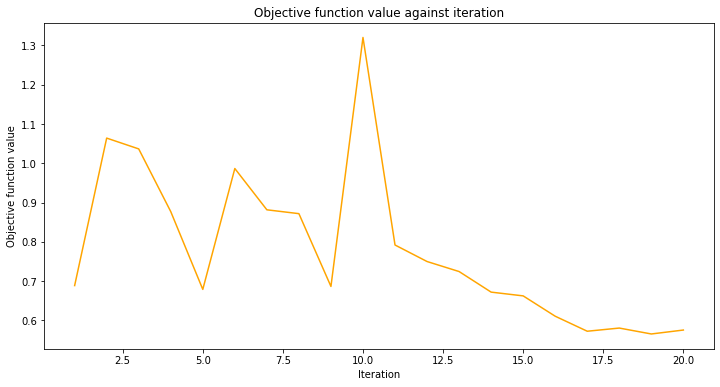 Objective function value against iteration
Objective function value
1.3
1.2
1.1
1.0
0.9
0.8
0.7
0.6
2.5 5.0 7.5 10.0 12.5 15.0 17.5 20.0
Iteration